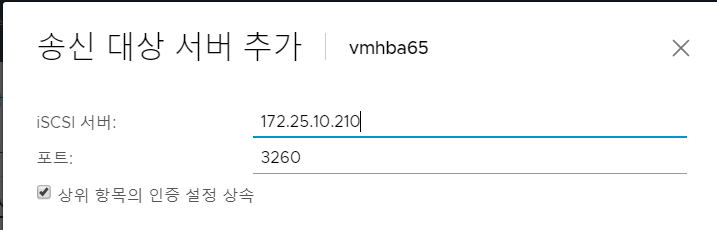 송신 대상 서버 추가 vmhba65
iSCSI 서버: 172.25.10.210
포트: 3260
상위 항목의 인증 설정 상속